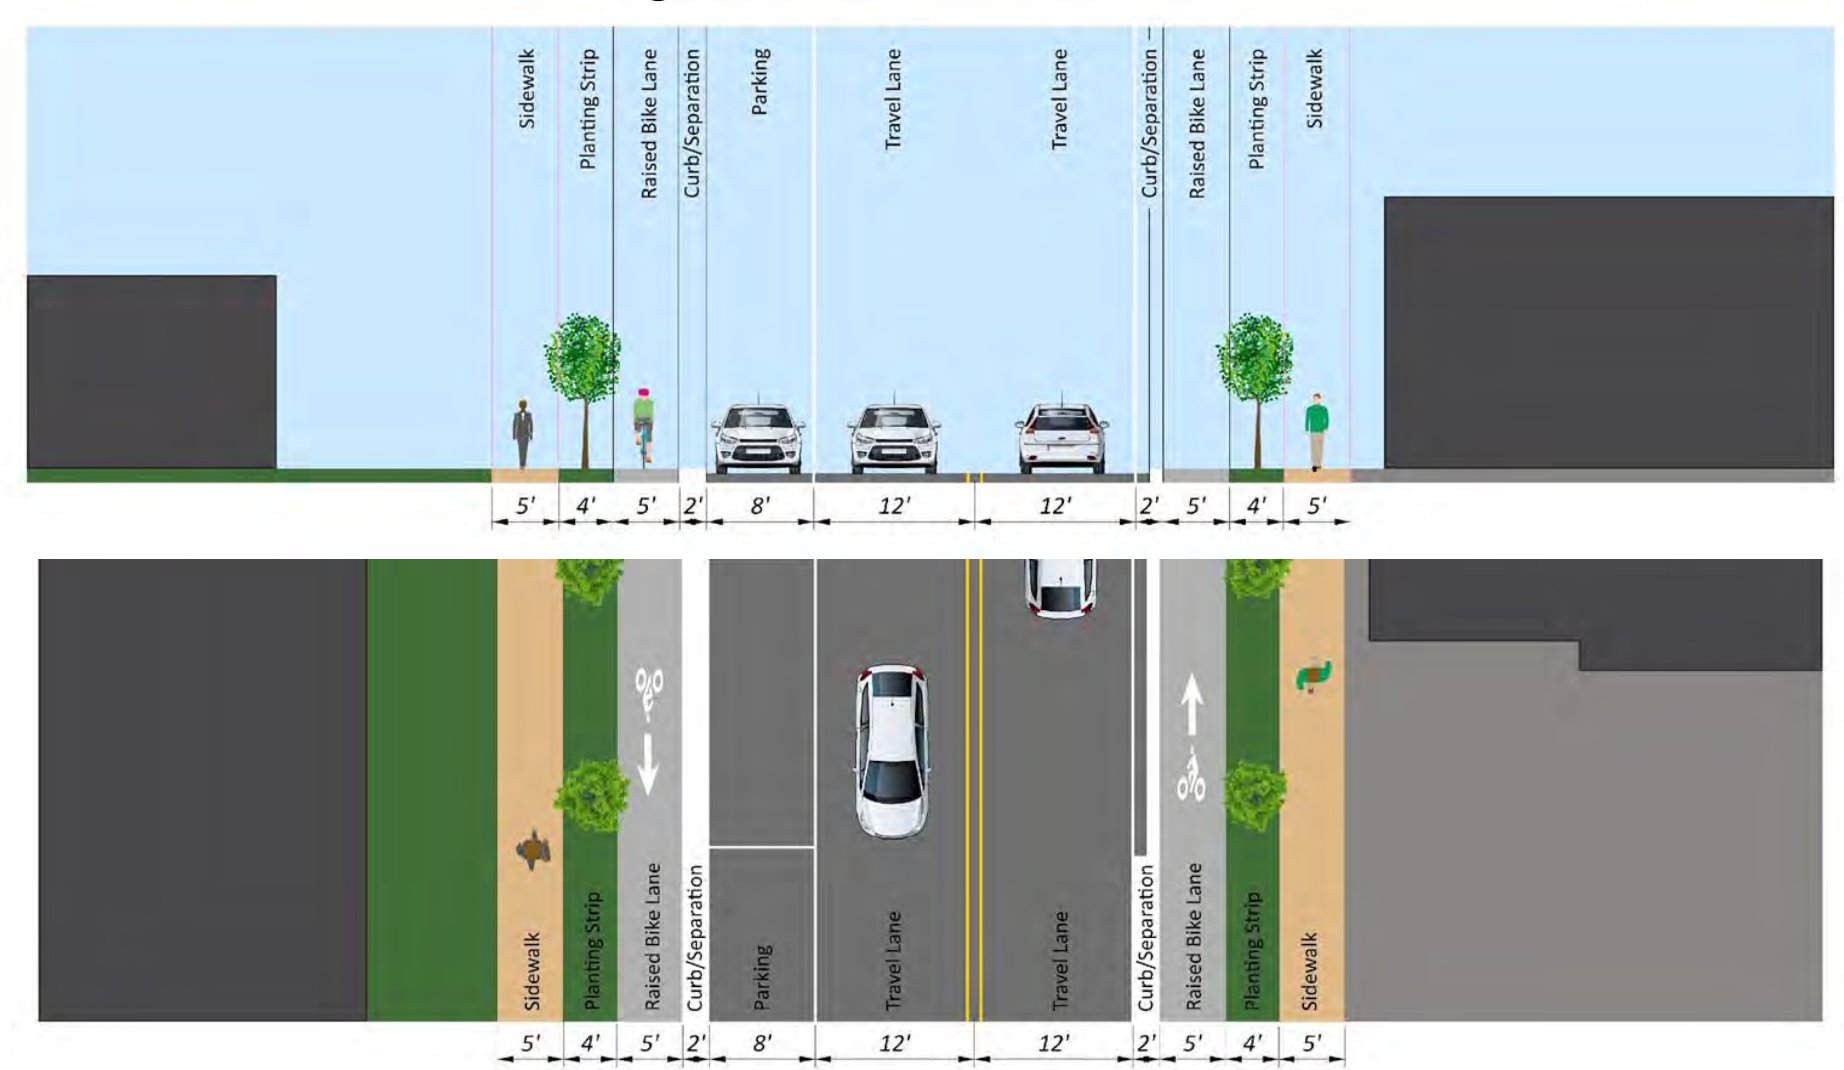 Sidewalk
Planting Strip
Raised Bike Lane
Curb/Separation
Parking
Travel Lane
Travel Lane
Curb/Separation
Raised Bike Lane
Planting Strip
Sidewalk
5' 4' 5' 2' 8' 12' 12' 2' 5' 4' 5'
Sidewalk
Planting Strip
Raised Bike Lane
Curb/Separation
Parking
Travel Lane
Travel Lane
Curb/Separation
Raised Bike Lane
Planting Strip
Sidewalk
5' 4' 5' 2' 8' 12' 12' 2' 5' 4' 5'